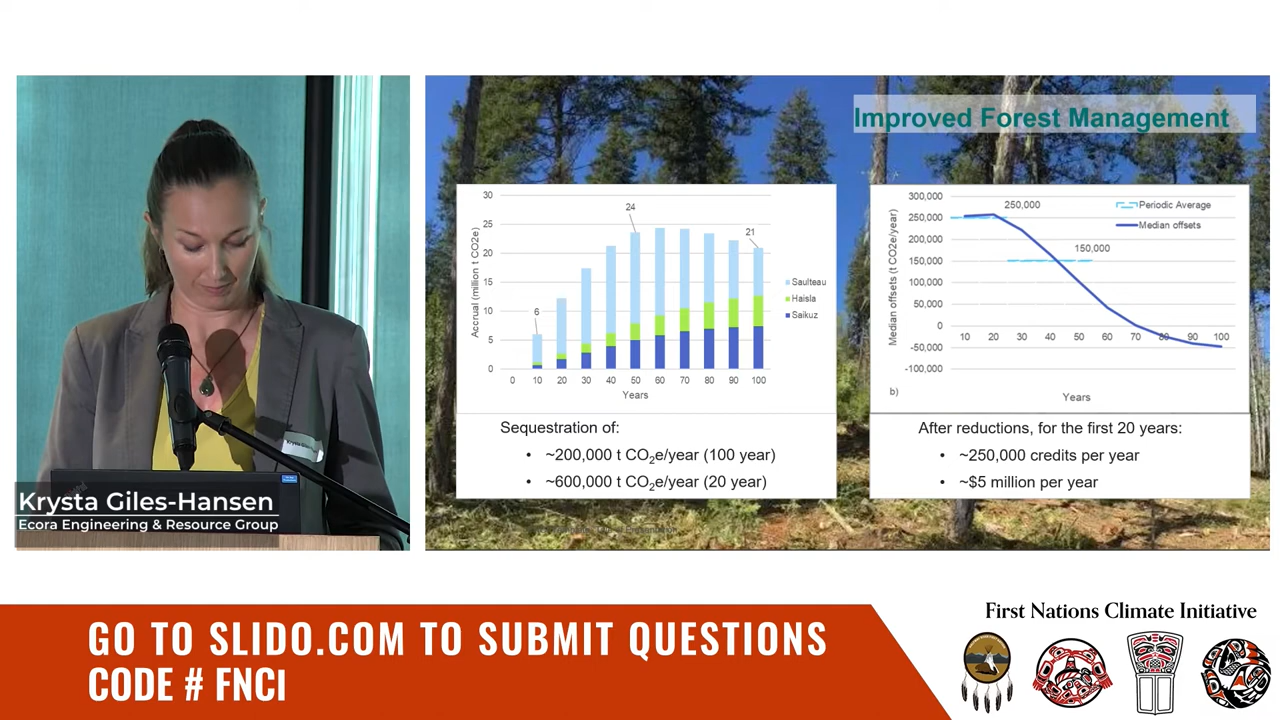 Improved Forest Management
30
25
20
15
10
5
0
Accrual (million t CO2e)
6
24
21
Saulteau
Haisla
Saikuz
0 10 20 30 40 50 60 70 80 90 100
Years
Sequestration of:
• ~200,000 t CO2e/year (100 year)
• ~600,000 t CO2e/year (20 year)
300,000
250,000
200,000
150,000
100,000
50,000
0
-50,000
-100,000
Median offsets (t CO2e/year)
250,000
150,000
Periodic Average
Median offsets
10 20 30 40 50 60 70 80 90 100
b)
Years
After reductions, for the first 20 years:
• ~250,000 credits per year
• ~$5 million per year
Krysta Giles-Hansen
Ecora Engineering & Resource Group
GO TO SLIDO.COM TO SUBMIT QUESTIONS
CODE # FNCI
First Nations Climate Initiative